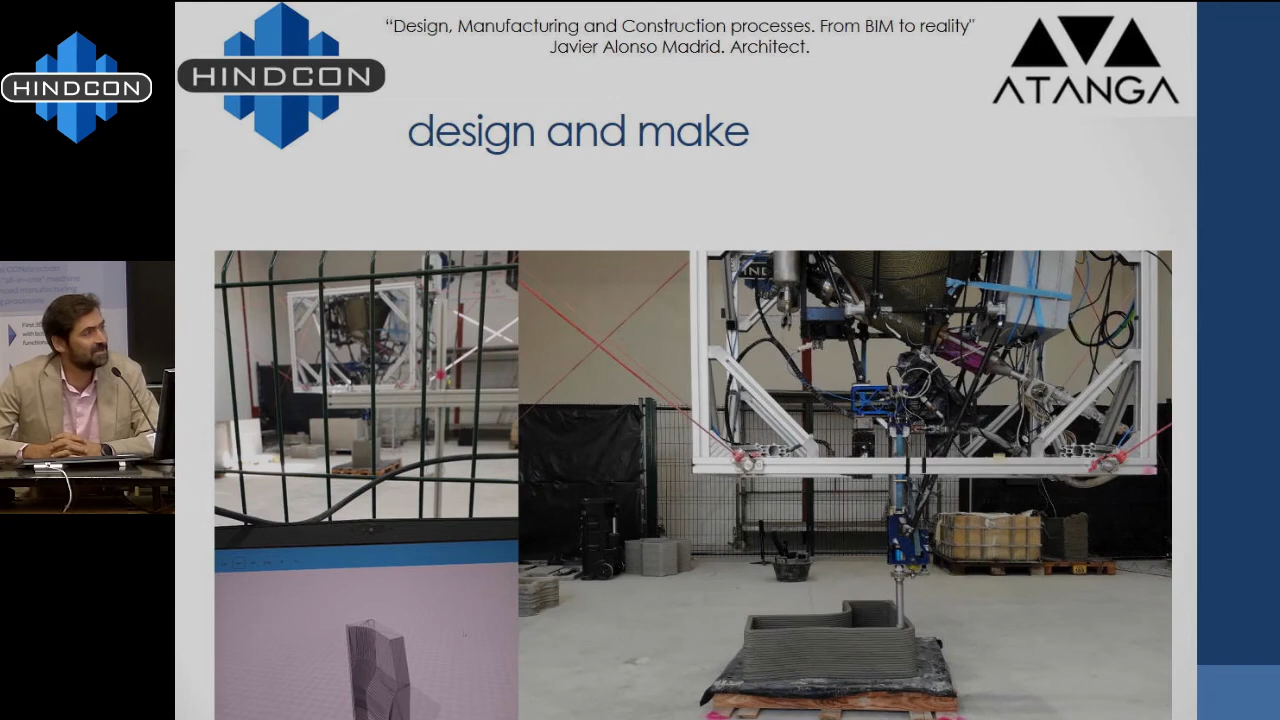 HINDCON
HINDCON
“Design, Manufacturing and Construction processes. From BIM to reality"
Javier Alonso Madrid. Architect.
ATANGA
design and make